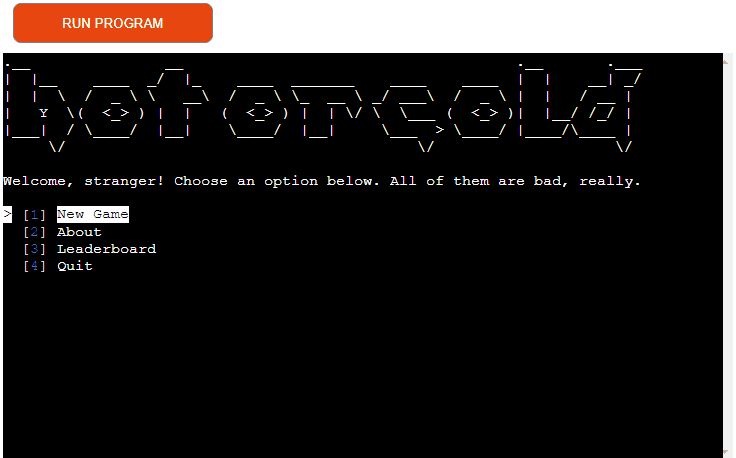 RUN PROGRAM
hotorcold
Welcome, stranger! Choose an option below. All of them are bad, really.
> [1] New Game
[2] About
[3] Leaderboard
[4] Quit